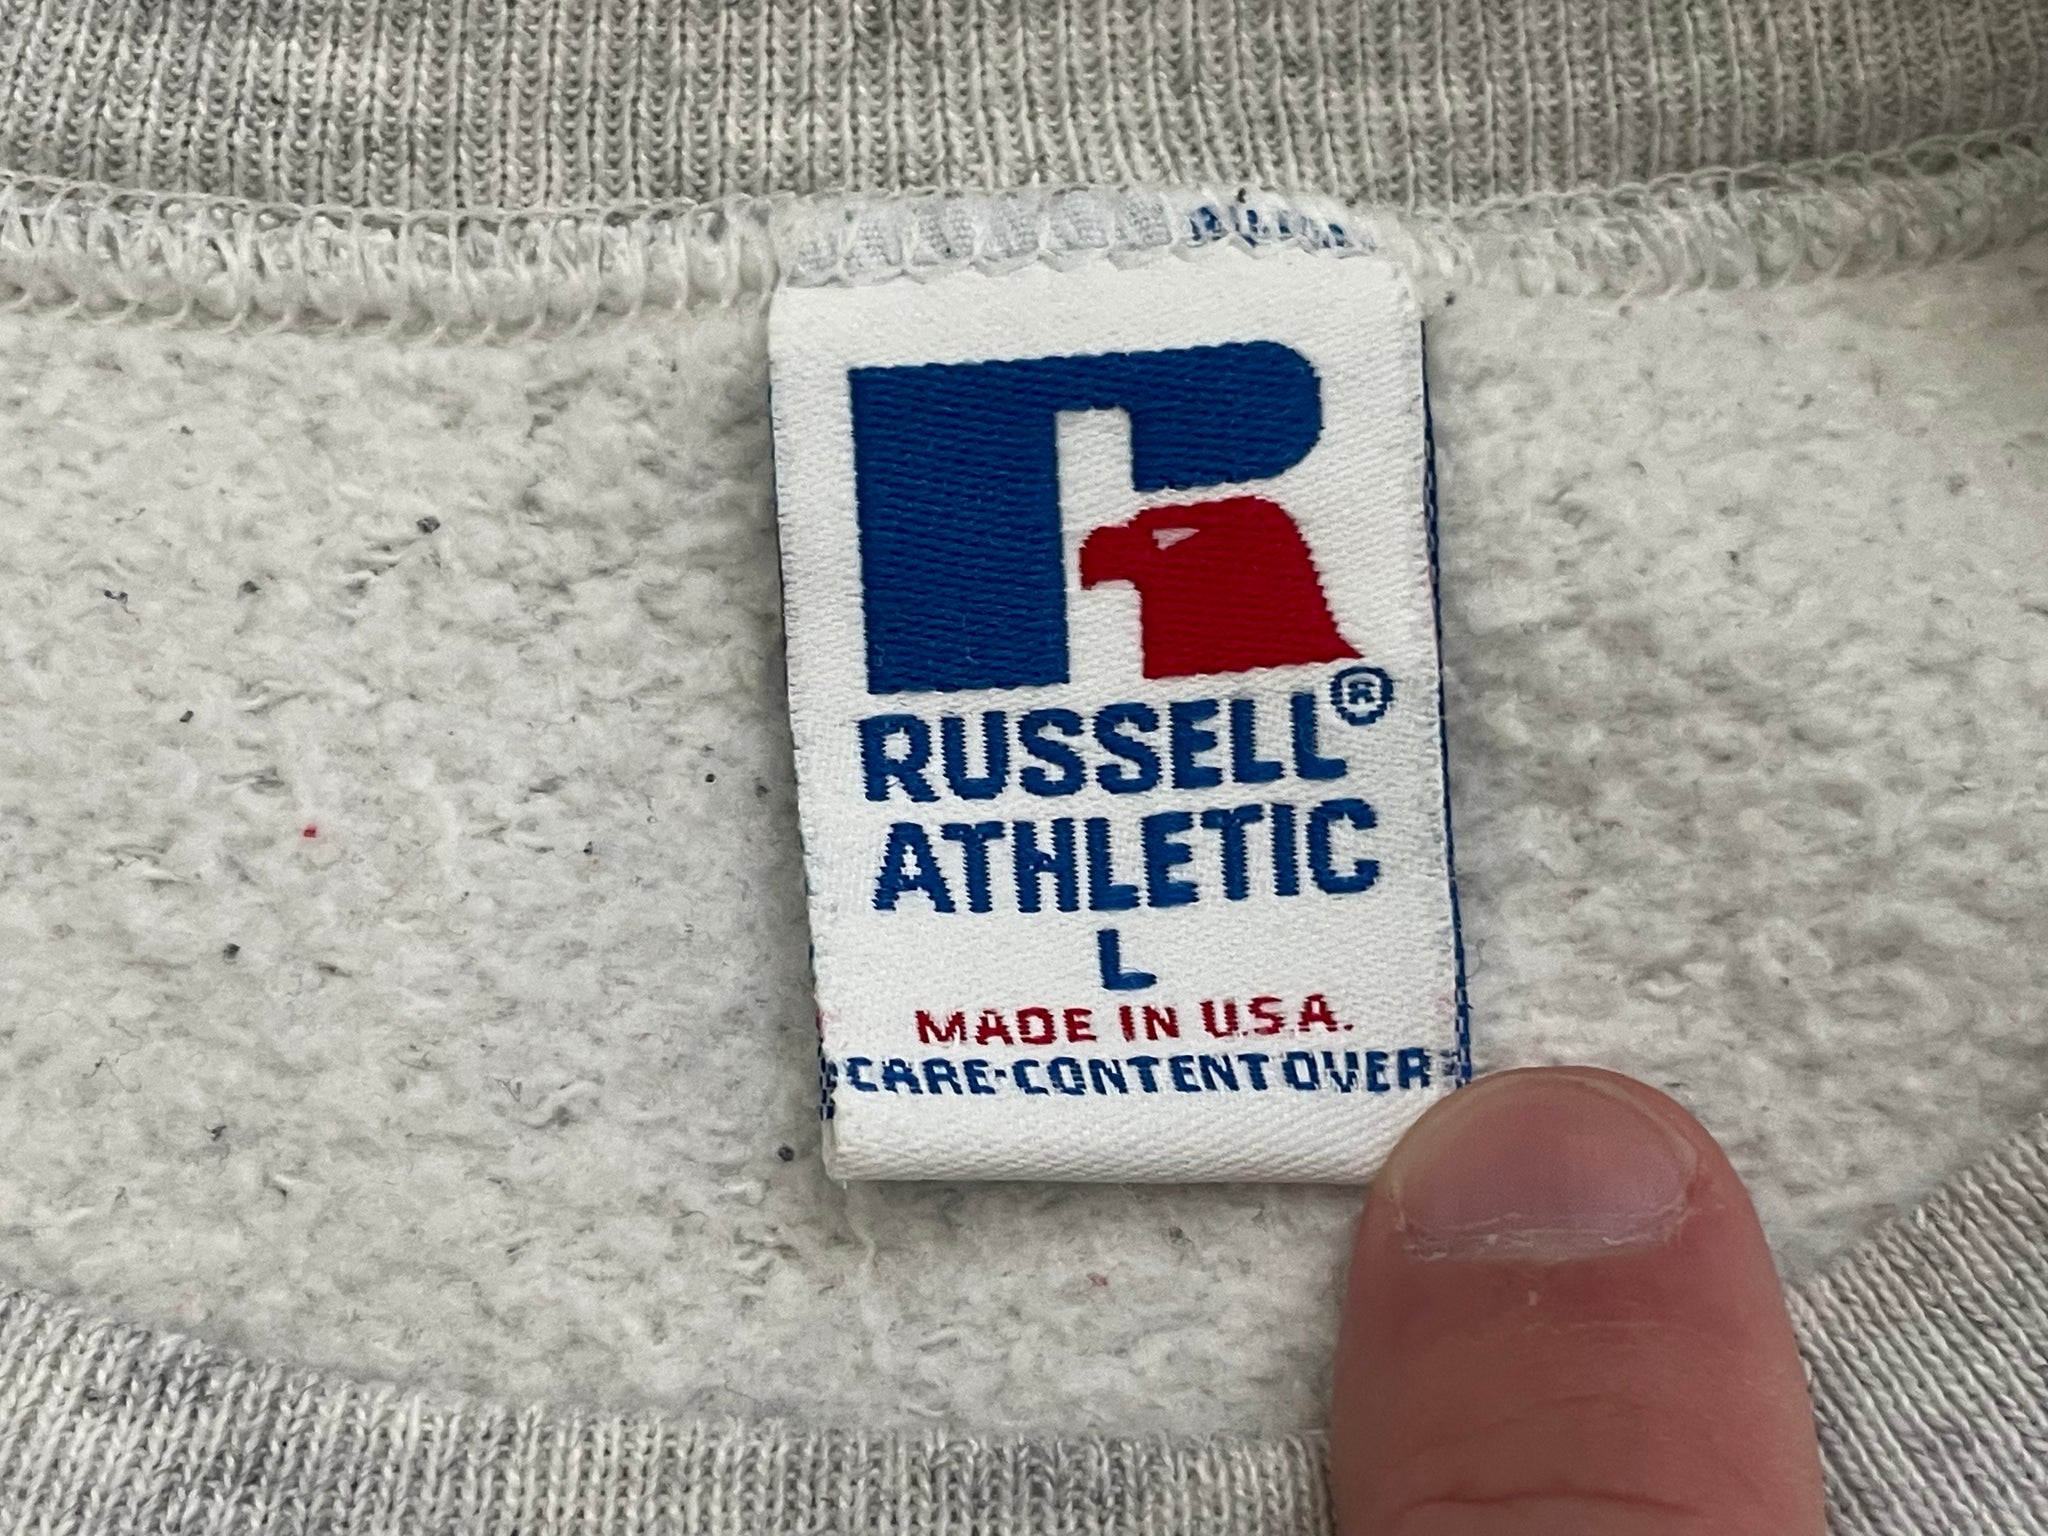 R
RUSSELL®
ATHLETIC
L
MADE IN U.S.A.
CARE·CONTENT OVER